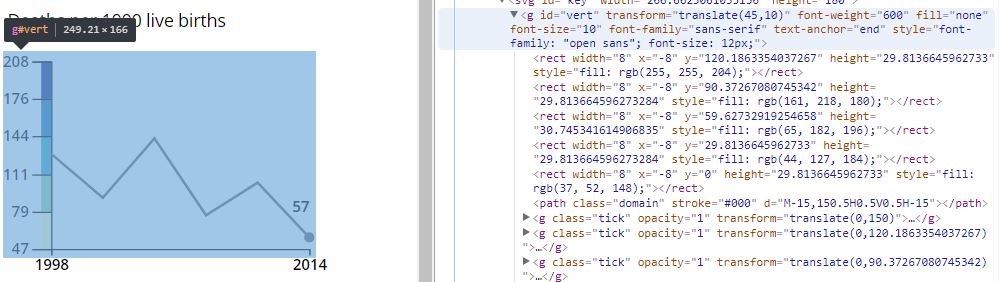 Deaths per 1000 live births
g#vert | 249.21 × 166
208
176
144
111
79
47
57
1998
2014
<svg id="key" width="266.6625061035156" height="180">
▼<g id="vert" transform="translate(45,10)" font-weight="600" fill="none"
font-size="10" font-family="sans-serif" text-anchor="end" style="font-
family: "open sans"; font-size: 12px;">
<rect width="8" x="-8" y="120.1863354037267" height="29.8136645962733"
style="fill: rgb(255, 255, 204);"></rect>
<rect width="8" x="-8" y="90.37267080745342" height=
"29.813664596273284" style="fill: rgb(161, 218, 180);"></rect>
<rect width="8" x="-8" y="59.62732919254658" height=
"30.745341614906835" style="fill: rgb(65, 182, 196);"></rect>
<rect width="8" x="-8" y="29.8136645962733" height=
"29.813664596273284" style="fill: rgb(44, 127, 184);"></rect>
<rect width="8" x="-8" y="0" height="29.8136645962733" style="fill:
rgb(37, 52, 148);"></rect>
<path class="domain" stroke="#000" d="M-15,150.5H0.5V0.5H-15"></path>
▶<g class="tick" opacity="1" transform="translate(0,150)">…</g>
▶<g class="tick" opacity="1" transform="translate(0,120.1863354037267)
">…</g>
▶<g class="tick" opacity="1" transform="translate(0,90.37267080745342)
">…</g>